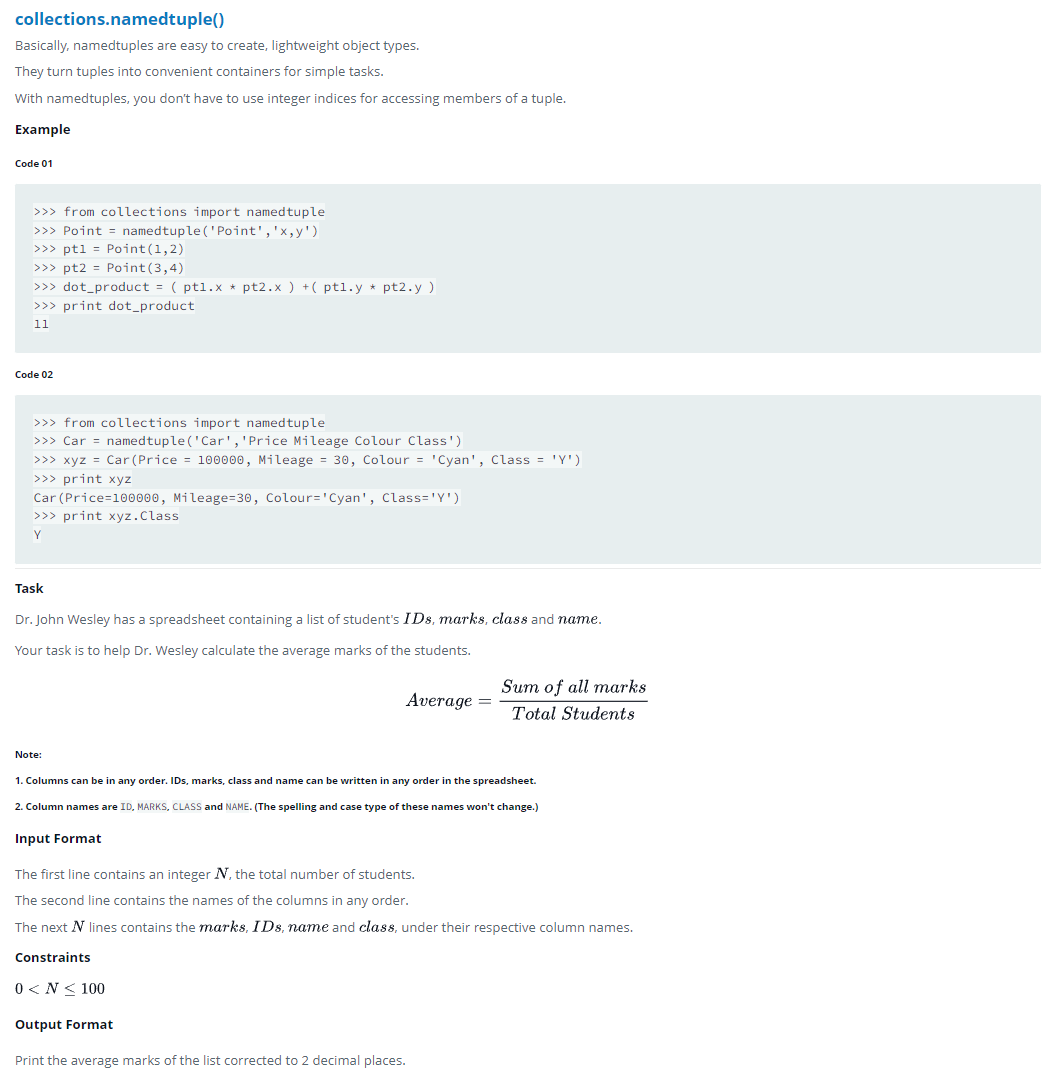 collections.namedtuple()
Basically, namedtuples are easy to create, lightweight object types.
They turn tuples into convenient containers for simple tasks.
With namedtuples, you don't have to use integer indices for accessing members of a tuple.
Example
Code 01
>>> from collections import namedtuple
>>> Point = namedtuple('Point','x,y')
>>> pt1 = Point(1,2)
>>> pt2 = Point(3,4)
>>> dot_product = ( pt1.x * pt2.x ) +( pt1.y * pt2.y )
>>> print dot_product
11
Code 02
>>> from collections import namedtuple
>>> Car = namedtuple('Car','Price Mileage Colour Class')
>>> xyz = Car(Price = 100000, Mileage = 30, Colour = 'Cyan', Class = 'Y')
>>> print xyz
Car(Price=100000, Mileage=30, Colour='Cyan', Class='Y')
>>> print xyz.Class
Y
Task
Dr. John Wesley has a spreadsheet containing a list of student's IDs, marks, class and name.
Your task is to help Dr. Wesley calculate the average marks of the students.
Average = Sum of all marks / Total Students
Note:
1. Columns can be in any order. IDs, marks, class and name can be written in any order in the spreadsheet.
2. Column names are ID, MARKS, CLASS and NAME. (The spelling and case type of these names won't change.)
Input Format
The first line contains an integer N, the total number of students.
The second line contains the names of the columns in any order.
The next N lines contains the marks, IDs, name and class, under their respective column names.
Constraints
0 < N ≤ 100
Output Format
Print the average marks of the list corrected to 2 decimal places.